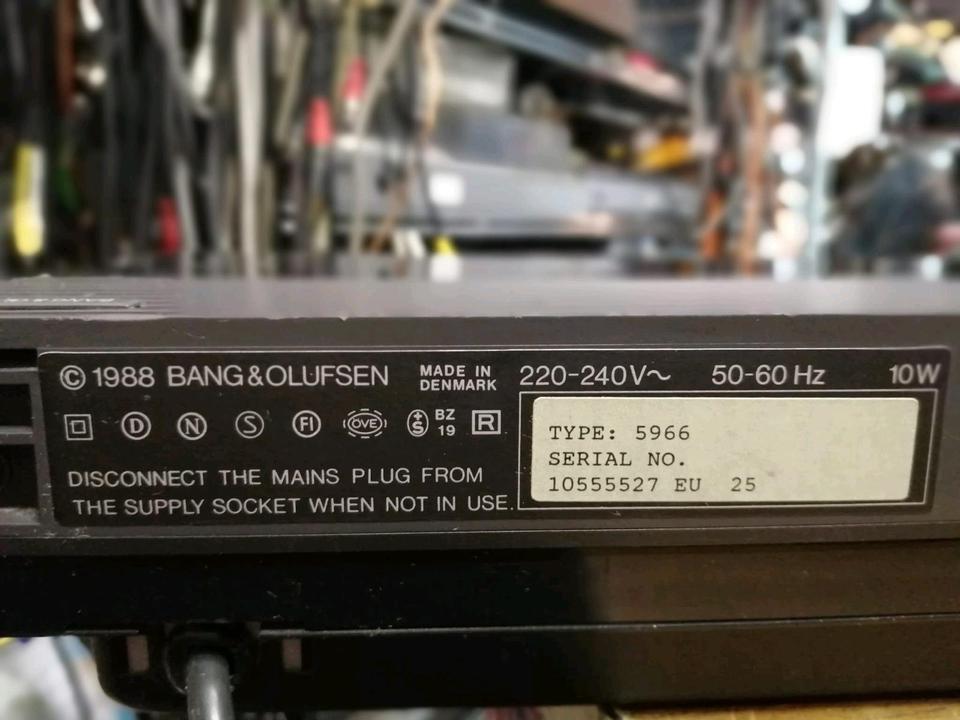 © 1988 BANG & OLUFSEN MADE IN DENMARK 220-240V~ 50-60 Hz 10W
D N S FI ÖVE +S BZ 19 R
DISCONNECT THE MAINS PLUG FROM
THE SUPPLY SOCKET WHEN NOT IN USE.
TYPE: 5966
SERIAL NO.
10555527 EU 25